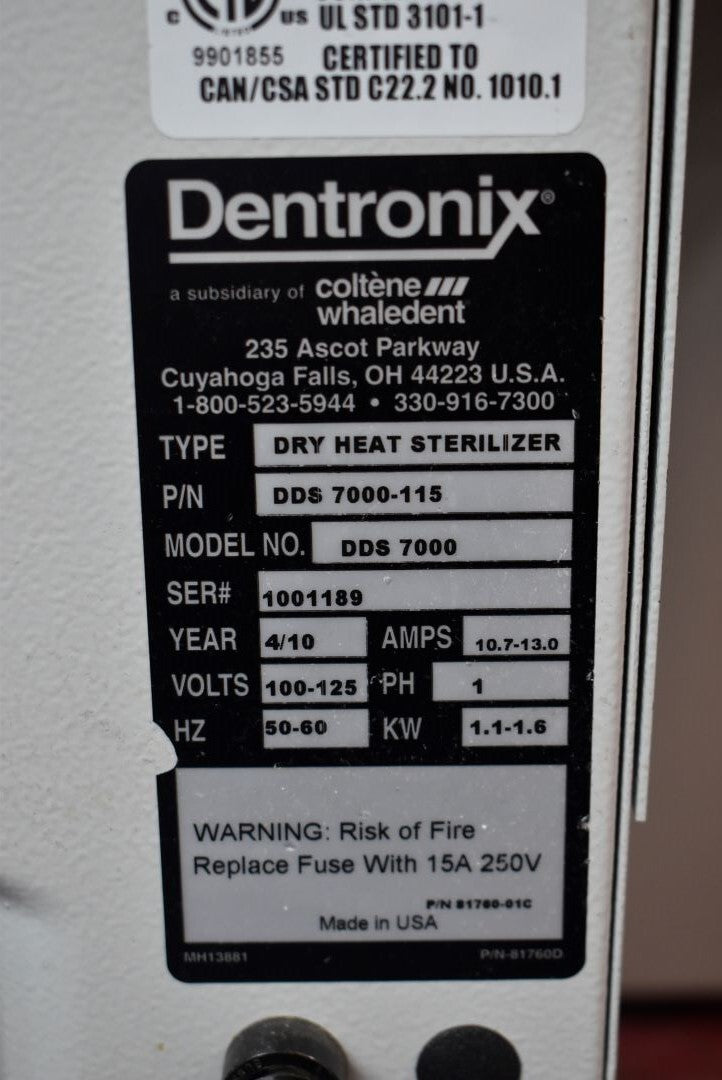 C US UL STD 3101-1
9901855 CERTIFIED TO
CAN/CSA STD C22.2 NO. 1010.1
Dentronix®
a subsidiary of coltène
whaledent
235 Ascot Parkway
Cuyahoga Falls, OH 44223 U.S.A.
1-800-523-5944 • 330-916-7300
TYPE DRY HEAT STERILIZER
P/N DDS 7000-115
MODEL NO. DDS 7000
SER# 1001189
YEAR 4/10 AMPS 10.7-13.0
VOLTS 100-125 PH 1
HZ 50-60 KW 1.1-1.6
WARNING: Risk of Fire
Replace Fuse With 15A 250V
P/N 81760-01C
Made in USA
MH13881 P/N-81760D